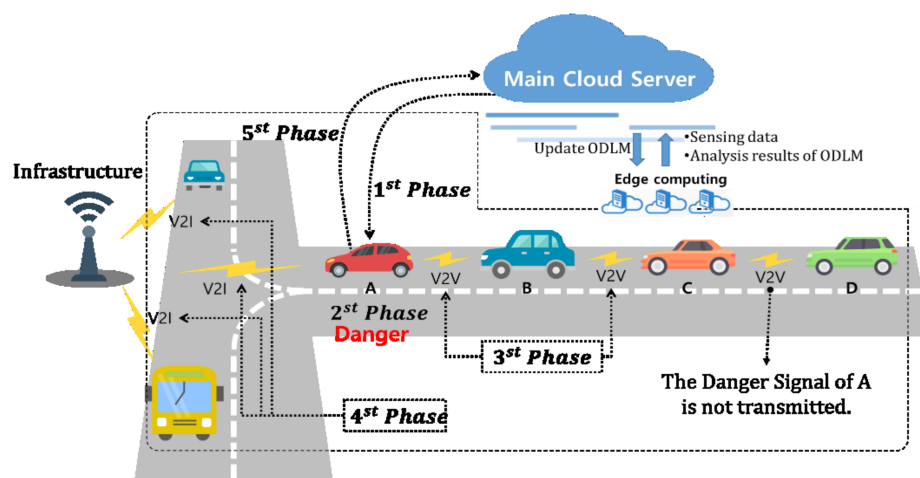 Main Cloud Server
5st Phase
1st Phase
Update ODLM
•Sensing data
•Analysis results of ODLM
Edge computing
Infrastructure
V2I
V2I
V2I
A
V2V
B
V2V
C
V2V
D
2st Phase
Danger
3st Phase
4st Phase
The Danger Signal of A
is not transmitted.